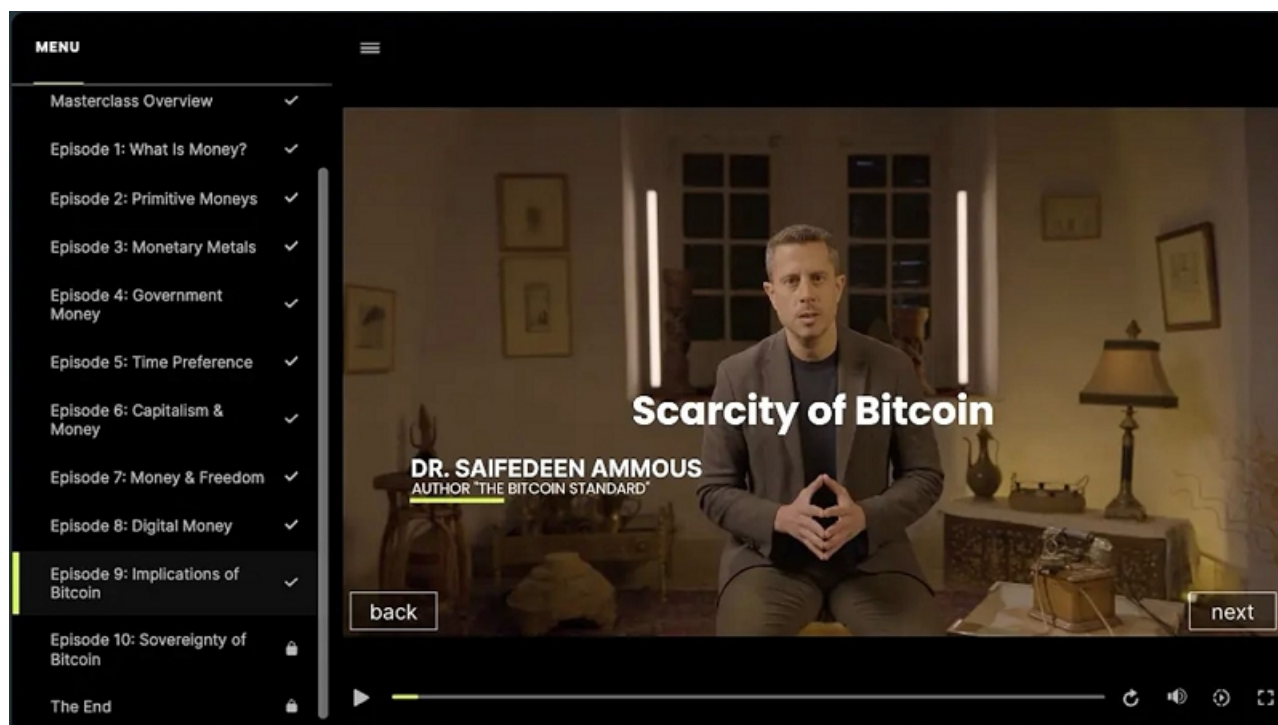 MENU
Masterclass Overview
Episode 1: What Is Money?
Episode 2: Primitive Moneys
Episode 3: Monetary Metals
Episode 4: Government
Money
Episode 5: Time Preference
Episode 6: Capitalism &
Money
Episode 7: Money & Freedom
Episode 8: Digital Money
Episode 9: Implications of
Bitcoin
Episode 10: Sovereignty of
Bitcoin
The End
Scarcity of Bitcoin
DR. SAIFEDEEN AMMOUS
AUTHOR "THE BITCOIN STANDARD"
back
next